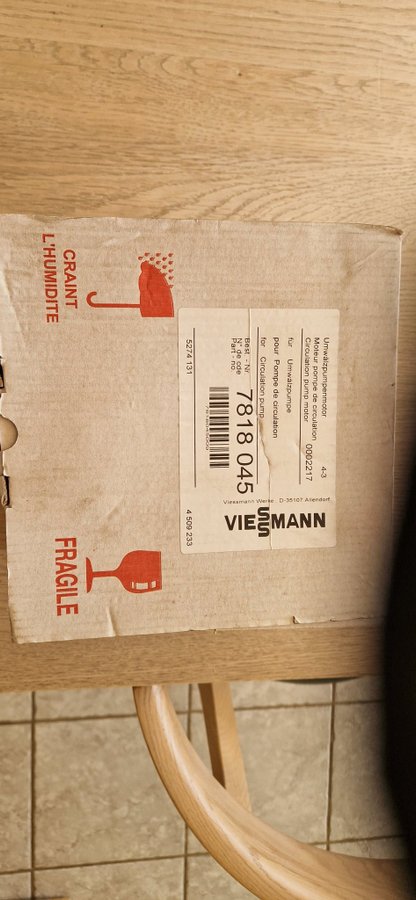 CRAINT
L'HUMIDITE
FRAGILE
Umwälzpumpenmotor 4-3
Moteur pompe de circulation
Circulation pump motor 0002217
für Umwälzpumpe
pour Pompe de circulation
for Circulation pump
Best.- Nr
N° de cde
Part - no
7818 045
Viessmann Werke . D-35107 Allendorf
VIESSMANN
5274 131
4 509 233